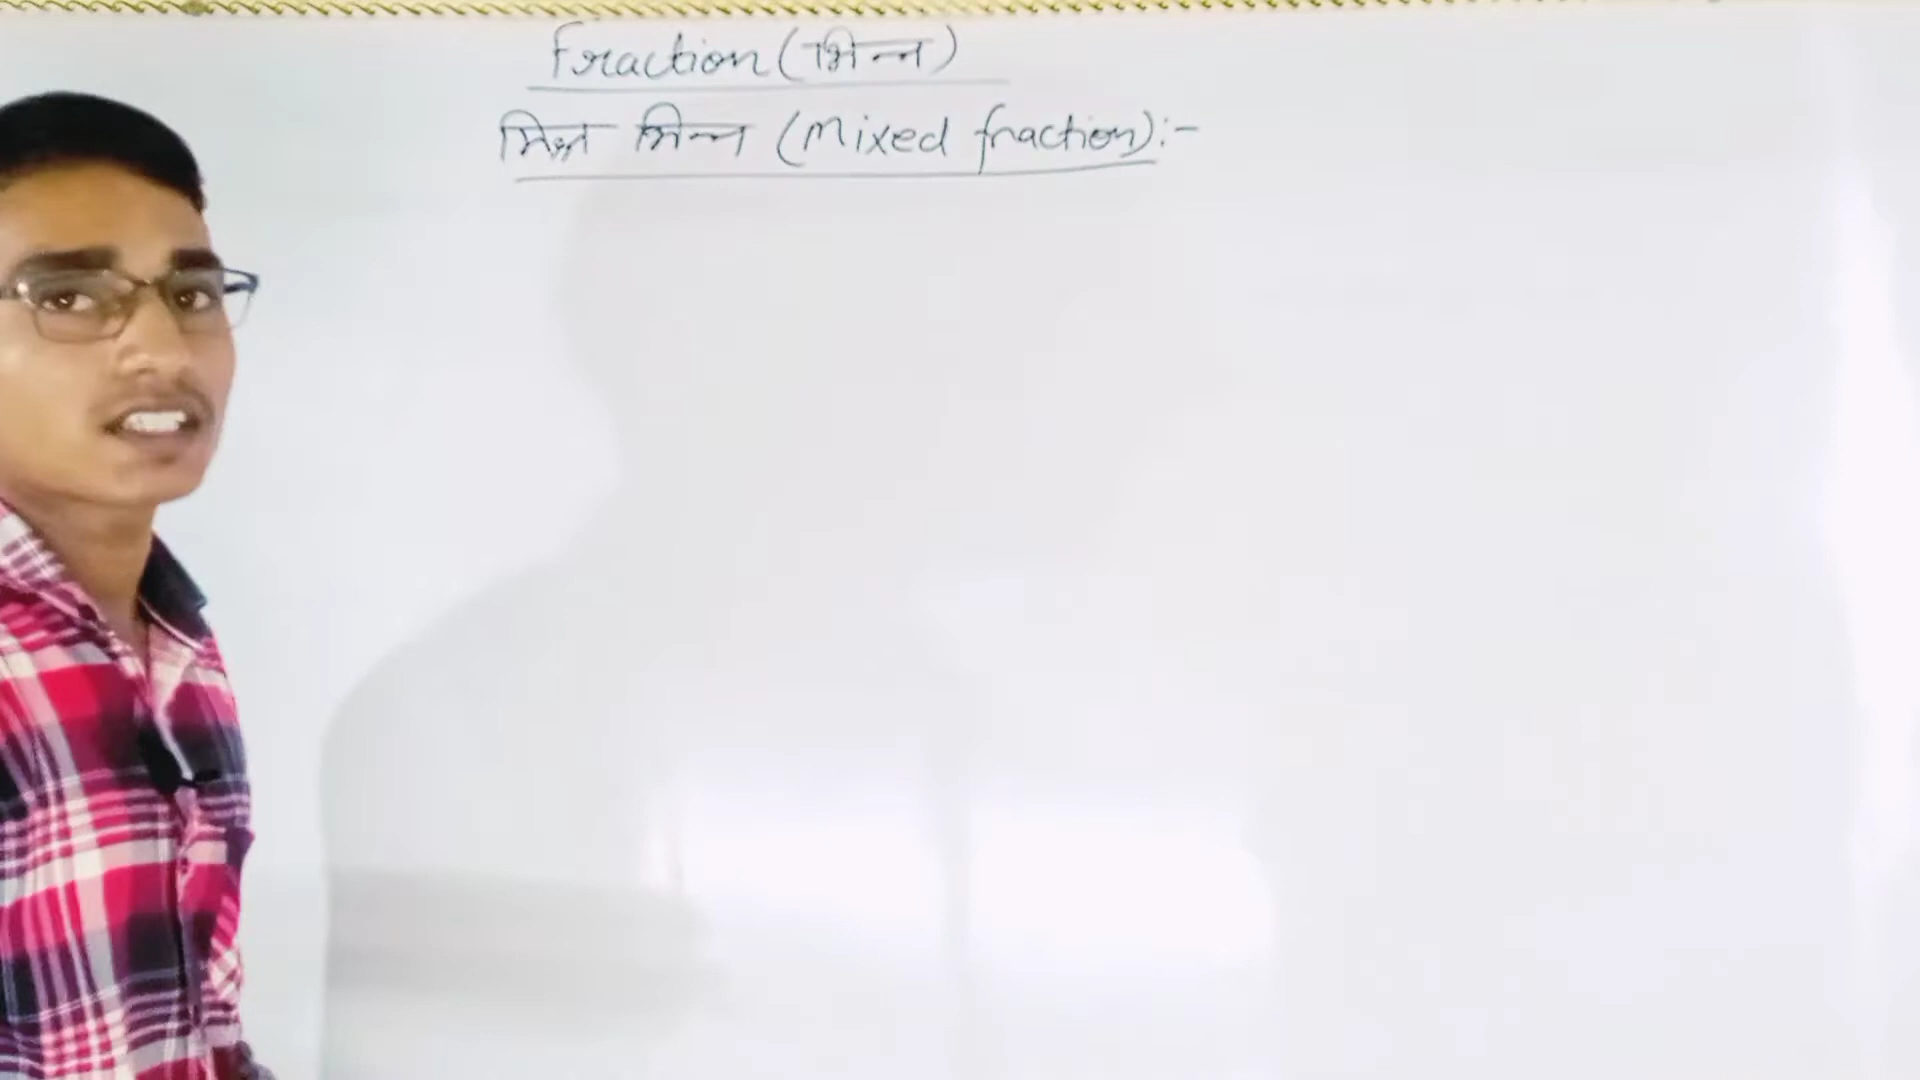 Fraction (भिन्न)
मिश्र भिन्न (Mixed fraction):-